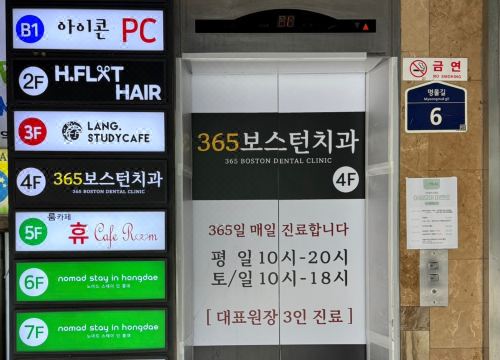 B1 아이콘 PC
2F H.FLAT HAIR
3F LANG. STUDYCAFE
4F 365보스턴치과
365 BOSTON DENTAL CLINIC
룸카페
5F 휴 Cafe Room
6F nomad stay in hongdae
노마드 스테이 인 홍대
7F nomad stay in hongdae
노마드 스테이 인 홍대
365보스턴치과
365 BOSTON DENTAL CLINIC
4F
365일 매일 진료합니다
평 일 10시-20시
토/일 10시-18시
[ 대표원장 3인 진료 ]
금 연
NO SMOKING
명물길
Myeongmul-gil
6